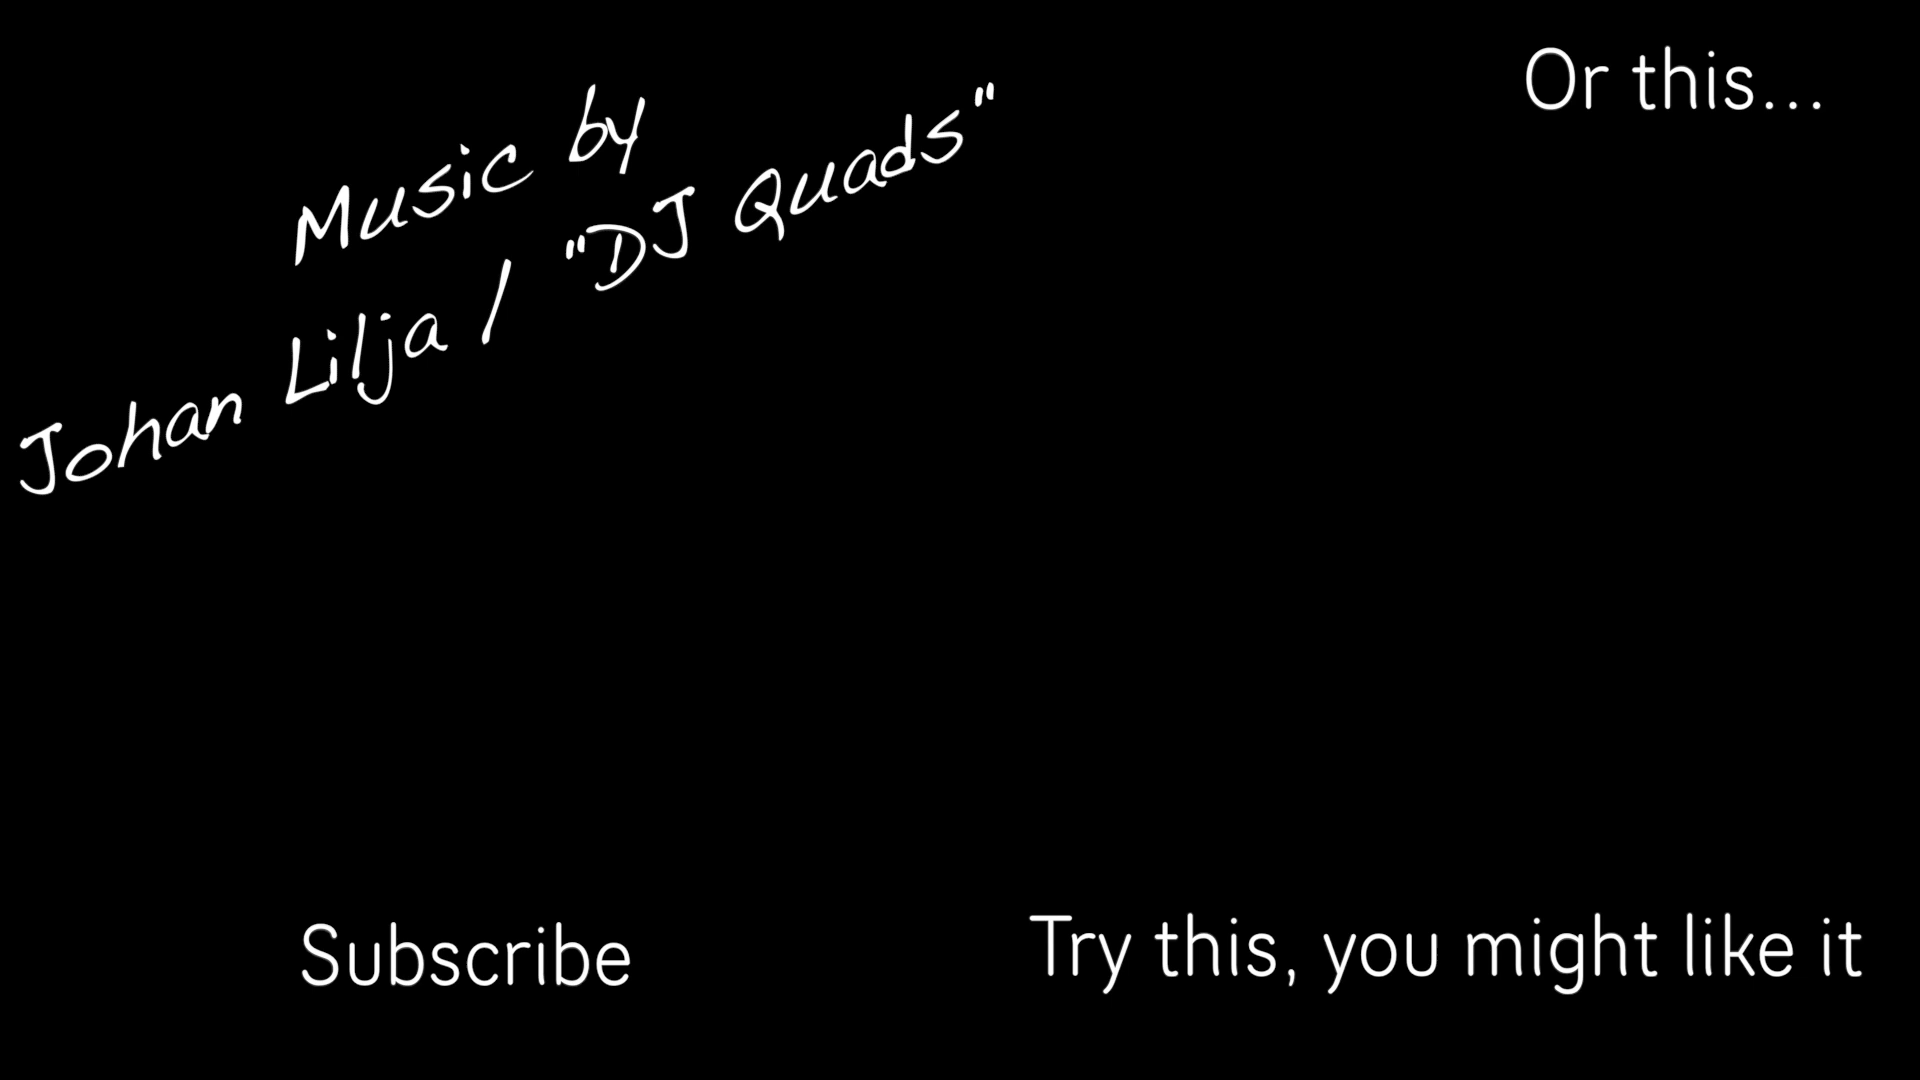 Or this...
Music by
Johan Lilja / "DJ Quads"
Subscribe
Try this, you might like it